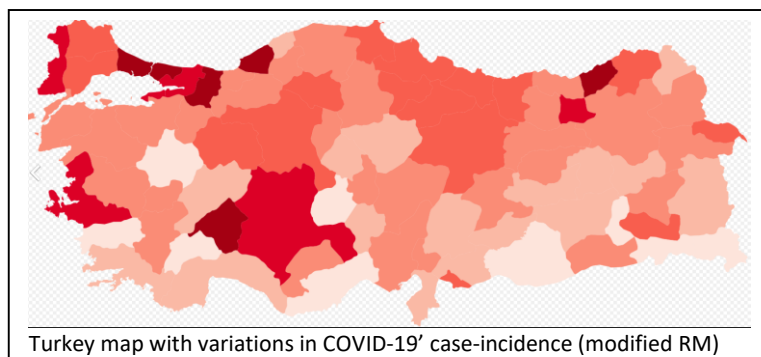 Turkey map with variations in COVID-19’ case-incidence (modified RM)